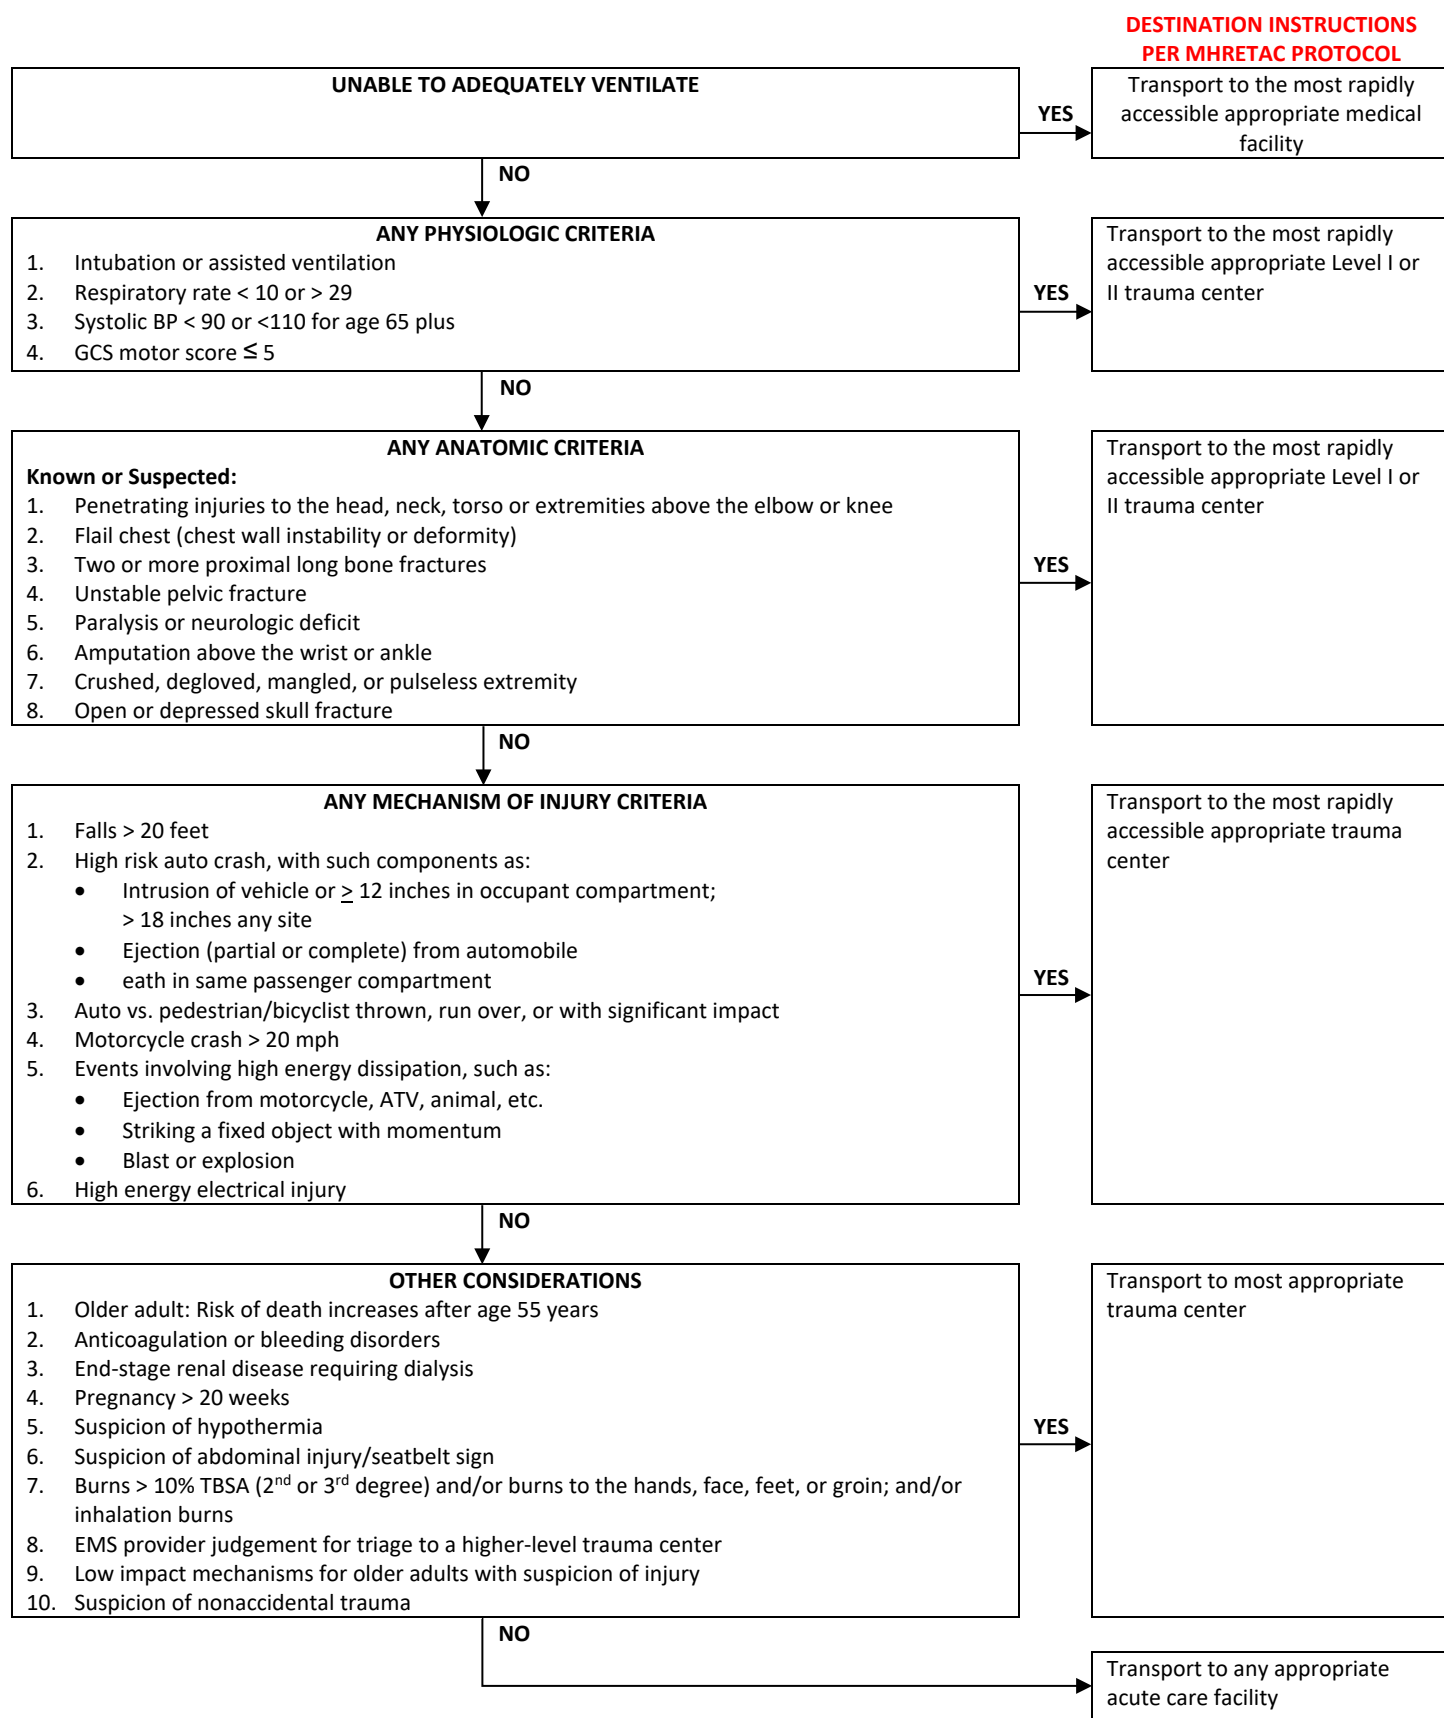 DESTINATION INSTRUCTIONS
PER MHRETAC PROTOCOL
UNABLE TO ADEQUATELY VENTILATE
YES
Transport to the most rapidly
accessible appropriate medical
facility
NO
ANY PHYSIOLOGIC CRITERIA
1. Intubation or assisted ventilation
2. Respiratory rate < 10 or > 29
3. Systolic BP < 90 or <110 for age 65 plus
4. GCS motor score ≤ 5
YES
Transport to the most rapidly
accessible appropriate Level I or
II trauma center
NO
ANY ANATOMIC CRITERIA
Known or Suspected:
1. Penetrating injuries to the head, neck, torso or extremities above the elbow or knee
2. Flail chest (chest wall instability or deformity)
3. Two or more proximal long bone fractures
4. Unstable pelvic fracture
5. Paralysis or neurologic deficit
6. Amputation above the wrist or ankle
7. Crushed, degloved, mangled, or pulseless extremity
8. Open or depressed skull fracture
YES
Transport to the most rapidly
accessible appropriate Level I or
II trauma center
NO
ANY MECHANISM OF INJURY CRITERIA
1. Falls > 20 feet
2. High risk auto crash, with such components as:
• Intrusion of vehicle or ≥ 12 inches in occupant compartment;
> 18 inches any site
• Ejection (partial or complete) from automobile
• eath in same passenger compartment
3. Auto vs. pedestrian/bicyclist thrown, run over, or with significant impact
4. Motorcycle crash > 20 mph
5. Events involving high energy dissipation, such as:
• Ejection from motorcycle, ATV, animal, etc.
• Striking a fixed object with momentum
• Blast or explosion
6. High energy electrical injury
YES
Transport to the most rapidly
accessible appropriate trauma
center
NO
OTHER CONSIDERATIONS
1. Older adult: Risk of death increases after age 55 years
2. Anticoagulation or bleeding disorders
3. End-stage renal disease requiring dialysis
4. Pregnancy > 20 weeks
5. Suspicion of hypothermia
6. Suspicion of abdominal injury/seatbelt sign
7. Burns > 10% TBSA (2nd or 3rd degree) and/or burns to the hands, face, feet, or groin; and/or
inhalation burns
8. EMS provider judgement for triage to a higher-level trauma center
9. Low impact mechanisms for older adults with suspicion of injury
10. Suspicion of nonaccidental trauma
YES
Transport to most appropriate
trauma center
NO
Transport to any appropriate
acute care facility